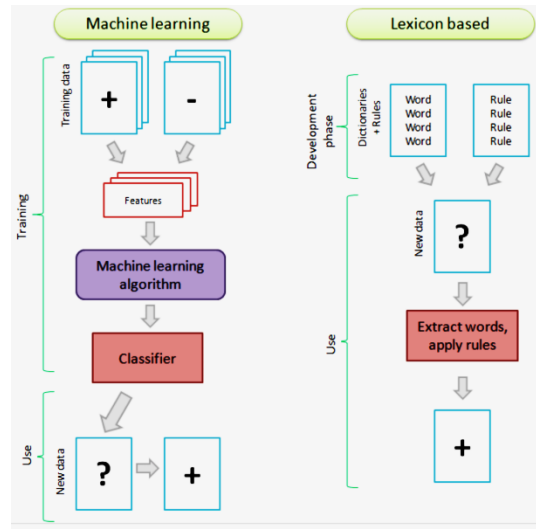 Machine learning
Training
Training data
+
-
Features
Machine learning
algorithm
Classifier
Use
New data
?
+
Lexicon based
Development
phase
Dictionaries
+ Rules
Word
Word
Word
Word
Rule
Rule
Rule
Rule
Use
New data
?
Extract words,
apply rules
+